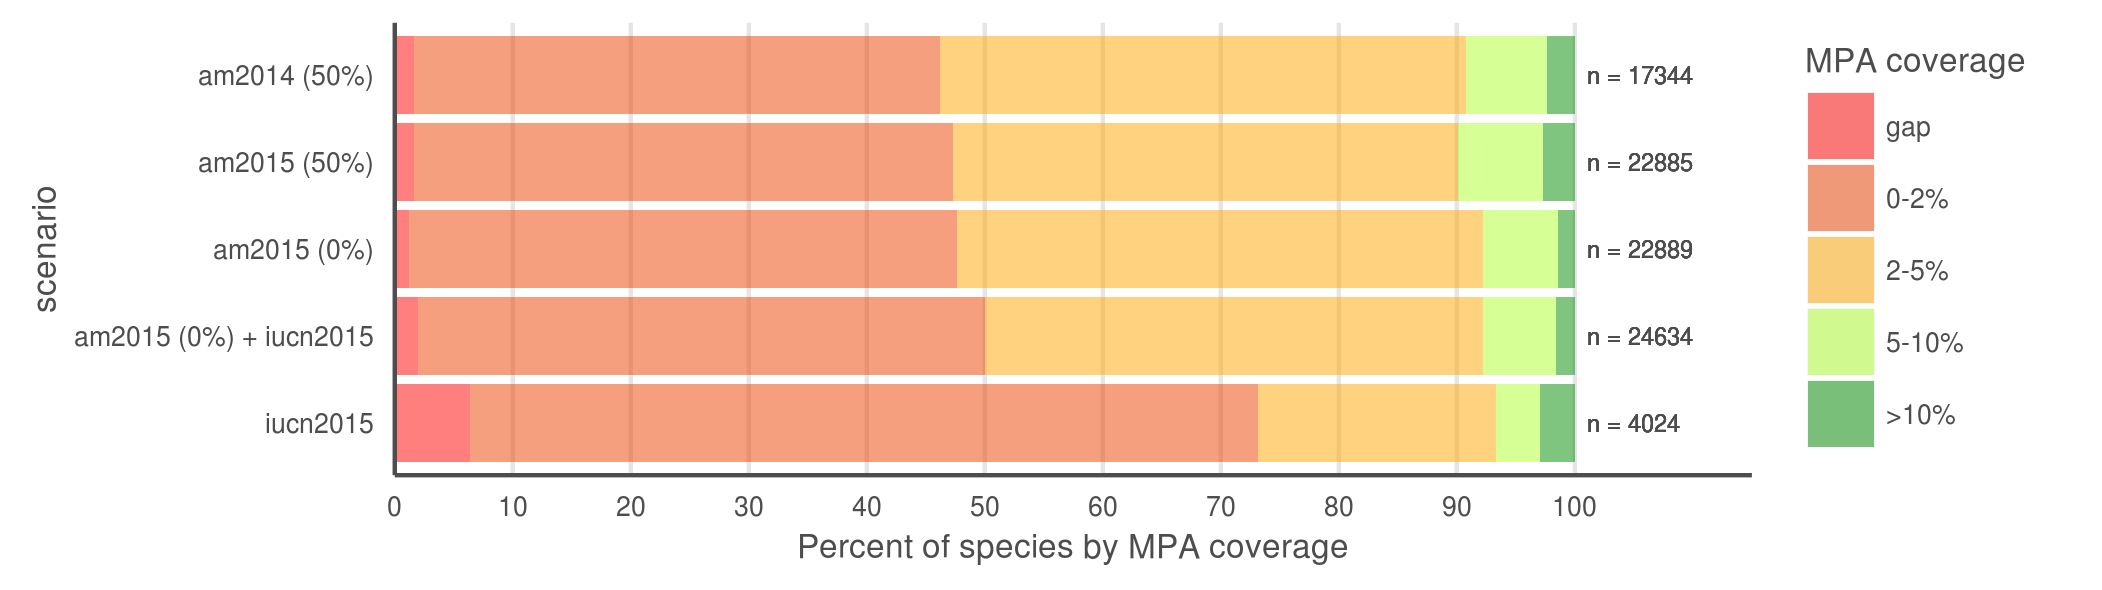 scenario
am2014 (50%)
n = 17344
am2015 (50%)
n = 22885
am2015 (0%)
n = 22889
am2015 (0%) + iucn2015
n = 24634
iucn2015
n = 4024
0 10 20 30 40 50 60 70 80 90 100
Percent of species by MPA coverage
MPA coverage
gap
0-2%
2-5%
5-10%
>10%